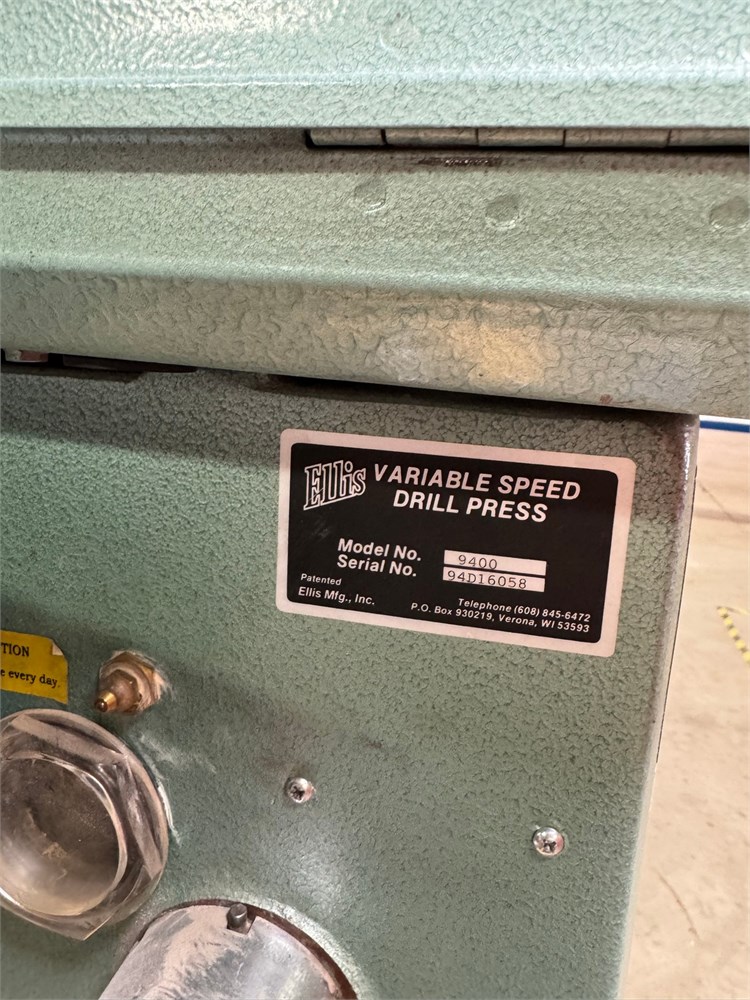 Ellis VARIABLE SPEED
DRILL PRESS
Model No. 9400
Serial No. 94D16058
Patented
Ellis Mfg., Inc.
Telephone (608) 845-6472
P.O. Box 930219, Verona, WI 53593
TION
e every day.